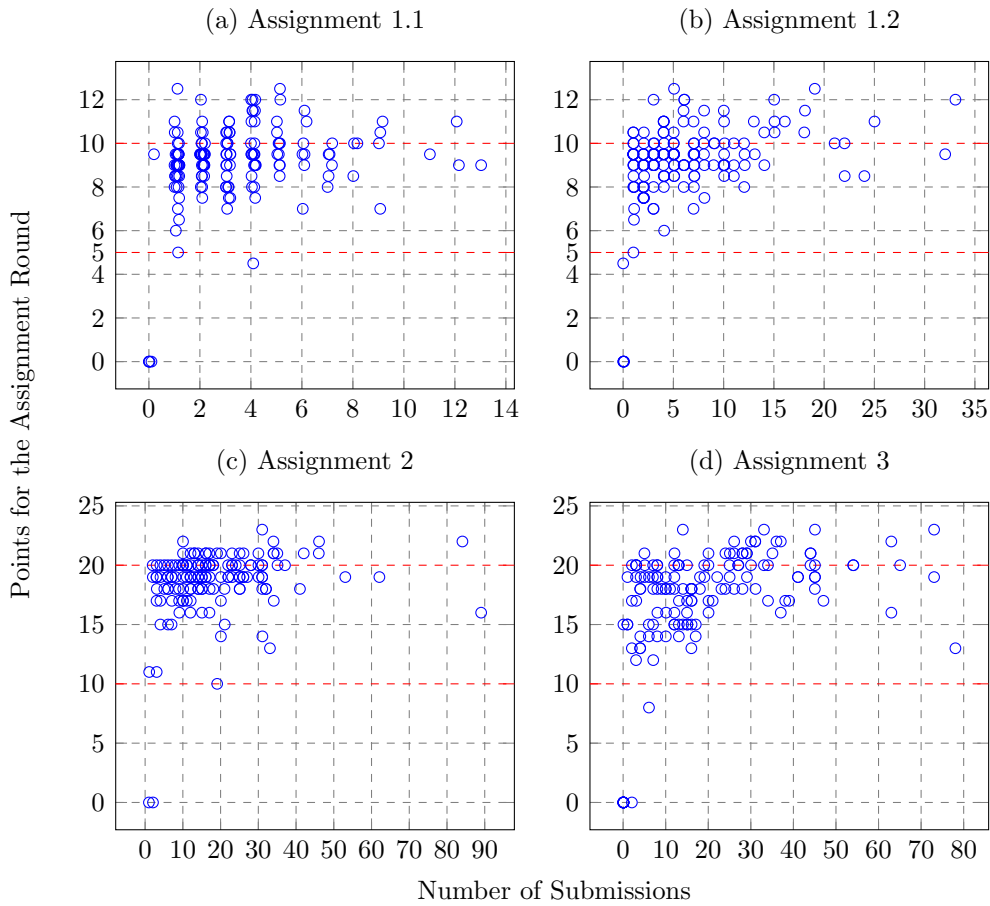 (a) Assignment 1.1
(b) Assignment 1.2
12
10
8
6
5
4
2
0
0 2 4 6 8 10 12 14
12
10
8
6
5
4
2
0
0 5 10 15 20 25 30 35
Points for the Assignment Round
(c) Assignment 2
(d) Assignment 3
25
20
15
10
5
0
0 10 20 30 40 50 60 70 80 90
25
20
15
10
5
0
0 10 20 30 40 50 60 70 80
Number of Submissions